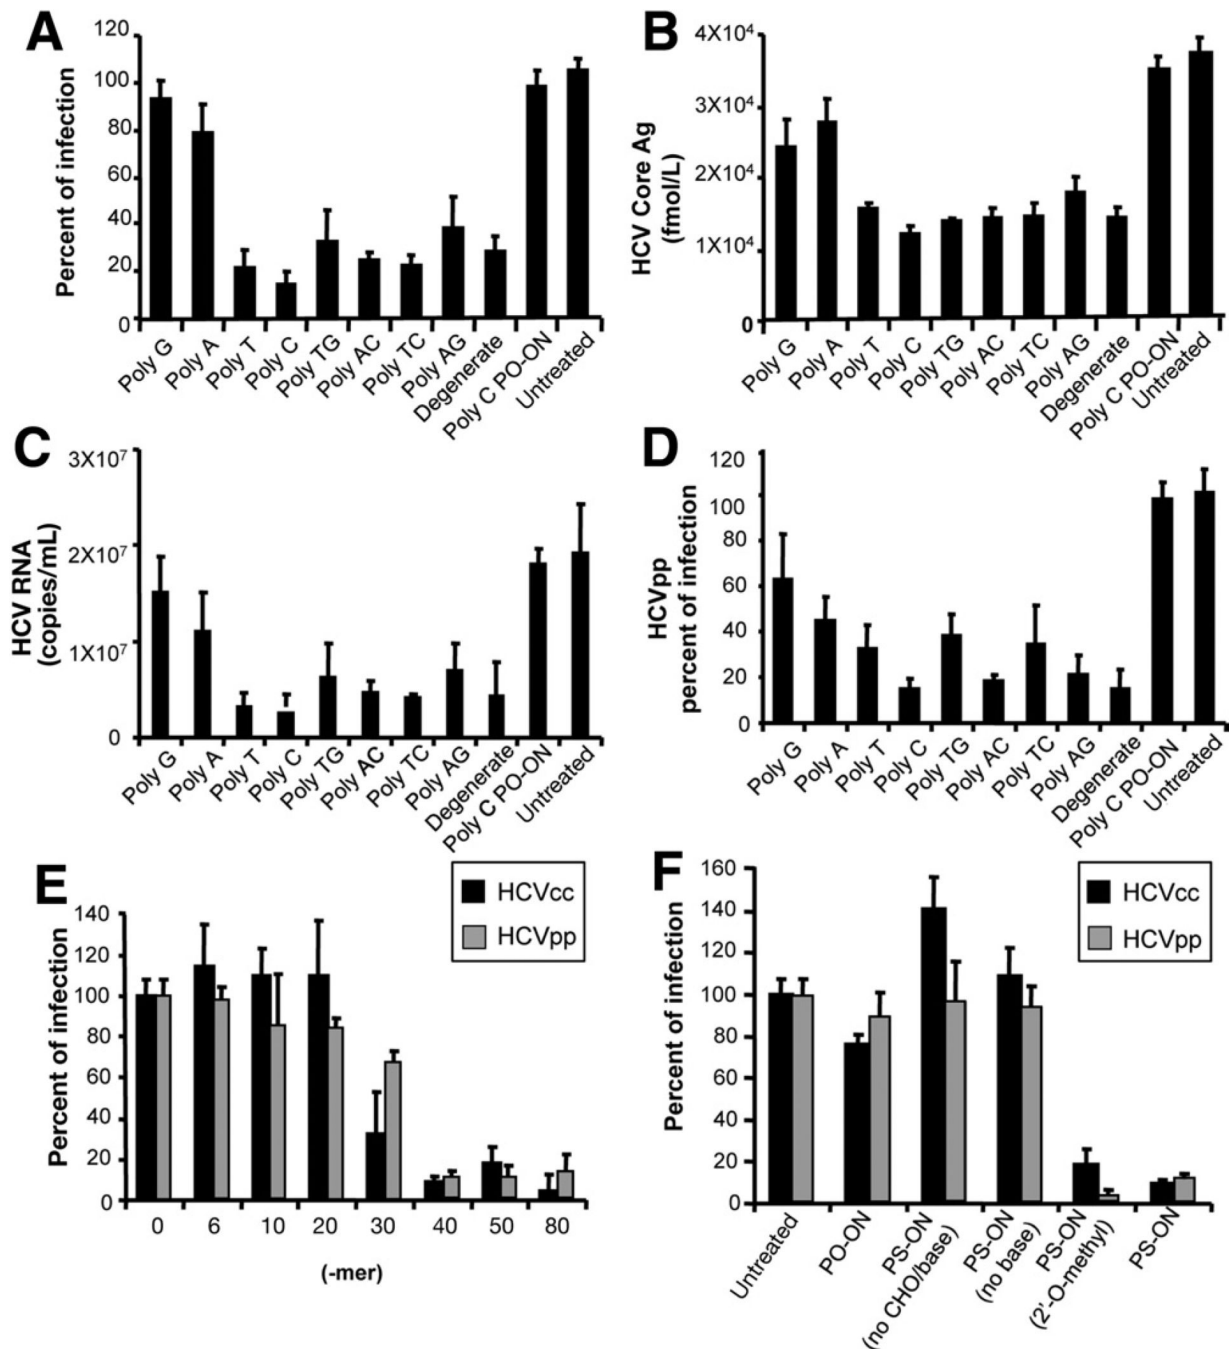 A
Percent of infection
120
100
80
60
40
20
0
Poly G
Poly A
Poly T
Poly C
Poly TG
Poly AC
Poly TC
Poly AG
Degenerate
Poly C PO-ON
Untreated
B
HCV Core Ag
(fmol/L)
4X10⁴
3X10⁴
2X10⁴
1X10⁴
0
Poly G
Poly A
Poly T
Poly C
Poly TG
Poly AC
Poly TC
Poly AG
Degenerate
Poly C PO-ON
Untreated
C
HCV RNA
(copies/mL)
3X10⁷
2X10⁷
1X10⁷
0
Poly G
Poly A
Poly T
Poly C
Poly TG
Poly AC
Poly TC
Poly AG
Degenerate
Poly C PO-ON
Untreated
D
HCVpp
percent of infection
120
100
80
60
40
20
0
Poly G
Poly A
Poly T
Poly C
Poly TG
Poly AC
Poly TC
Poly AG
Degenerate
Poly C PO-ON
Untreated
E
HCVcc
HCVpp
Percent of infection
140
120
100
80
60
40
20
0
0 6 10 20 30 40 50 80
(-mer)
F
HCVcc
HCVpp
Percent of infection
160
140
120
100
80
60
40
20
0
Untreated
PO-ON
PS-ON
(no CHO/base)
PS-ON
(no base)
PS-ON
(2'-O-methyl)
PS-ON